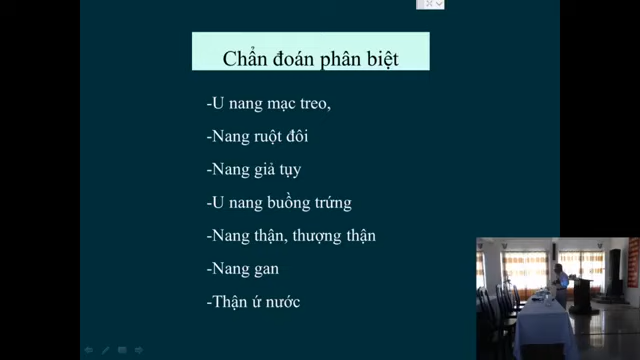 Chẩn đoán phân biệt
-U nang mạc treo,
-Nang ruột đôi
-Nang giả tụy
-U nang buồng trứng
-Nang thận, thượng thận
-Nang gan
-Thận ứ nước